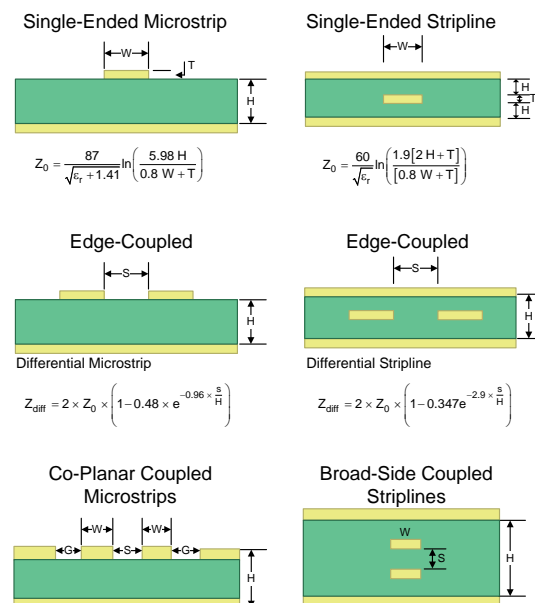 Single-Ended Microstrip
W
T
H
Z₀ = 87 / √(εᵣ + 1.41) ln( 5.98 H / 0.8 W + T )
Single-Ended Stripline
W
H
T
H
Z₀ = 60 / √εᵣ ln( 1.9[2 H + T] / [0.8 W + T] )
Edge-Coupled
S
H
Differential Microstrip
Z_diff = 2 × Z₀ × ( 1 − 0.48 × e^(−0.96 × s/H) )
Edge-Coupled
S
H
Differential Stripline
Z_diff = 2 × Z₀ × ( 1 − 0.347e^(−2.9 × s/H) )
Co-Planar Coupled
Microstrips
W W
G S G
H
Broad-Side Coupled
Striplines
W
S
H